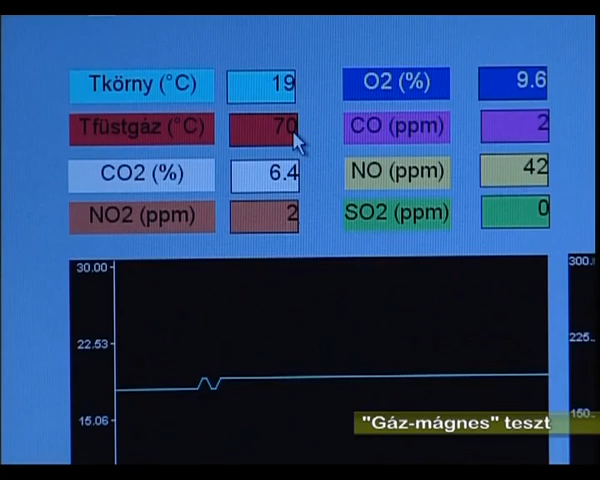 Tkörny (°C) 19 O2 (%) 9.6
Tfüstgáz (°C) 70 CO (ppm) 2
CO2 (%) 6.4 NO (ppm) 42
NO2 (ppm) 2 SO2 (ppm) 0
30.00 300.
22.53 225.
15.06 150.
"Gáz-mágnes" teszt